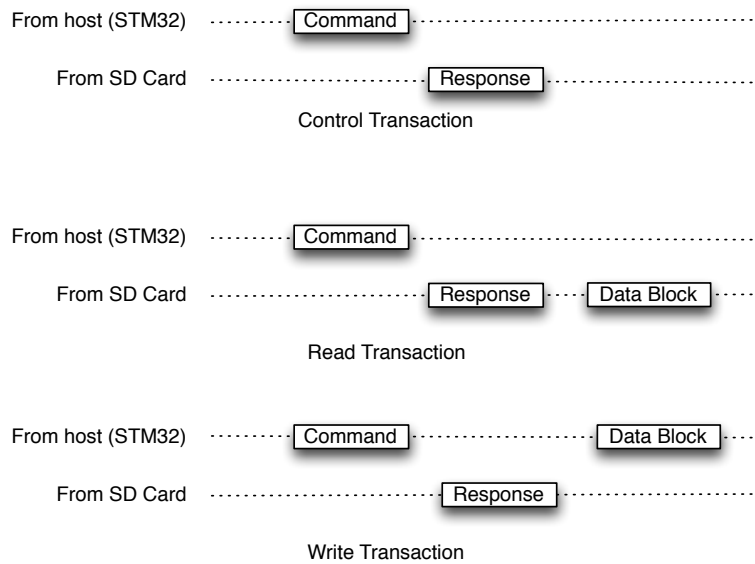 From host (STM32) Command
From SD Card Response
Control Transaction
From host (STM32) Command
From SD Card Response Data Block
Read Transaction
From host (STM32) Command Data Block
From SD Card Response
Write Transaction